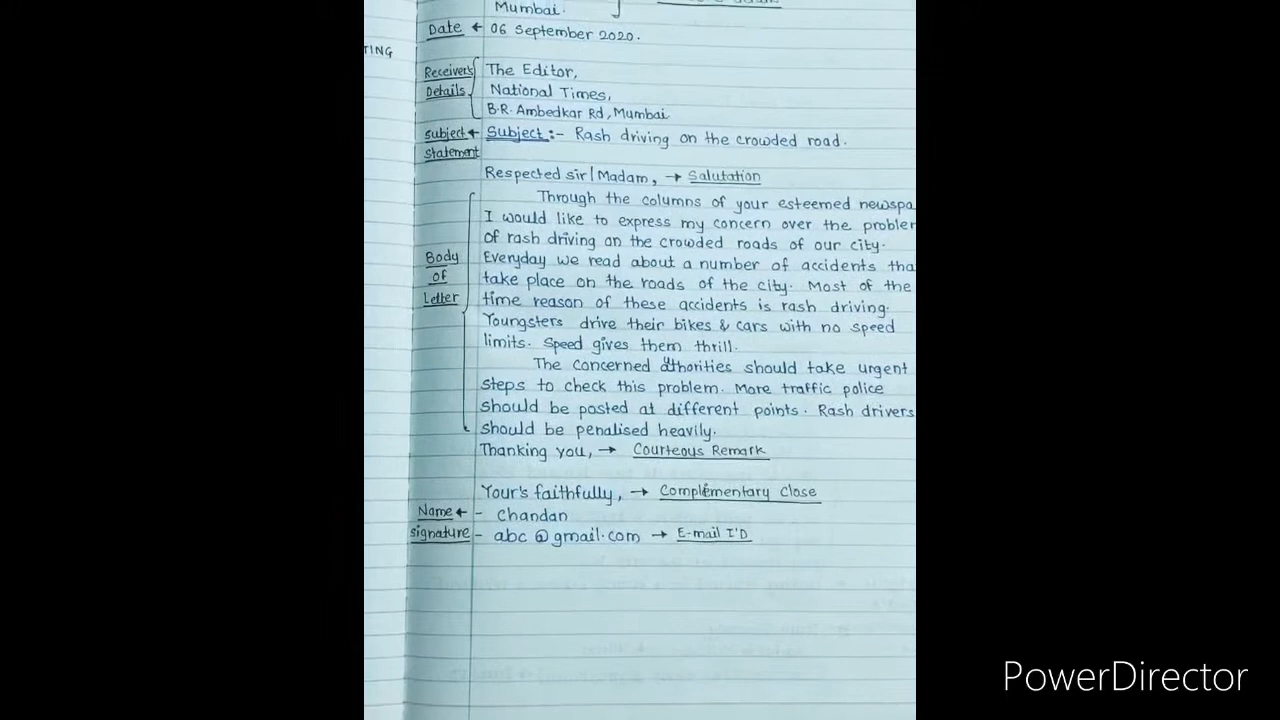 Mumbai.
Date ← 06 September 2020.
TING
Receiver's The Editor,
Details National Times,
B.R. Ambedkar Rd, Mumbai
subject ← Subject :- Rash driving on the crowded road.
statement
Respected sir/Madam, → Salutation
Through the columns of your esteemed newspa
I would like to express my concern over the problem
of rash driving on the crowded roads of our city.
Body Everyday we read about a number of accidents tha
of take place on the roads of the city. Most of the
Letter time reason of these accidents is rash driving.
Youngsters drive their bikes & cars with no speed
limits. Speed gives them thrill.
The concerned authorities should take urgent
steps to check this problem. More traffic police
should be posted at different points. Rash drivers
should be penalised heavily.
Thanking you, → Courteous Remark
Your's faithfully, → Complementary Close
Name ← - Chandan
signature - abc@gmail.com → E-mail I'D
PowerDirector